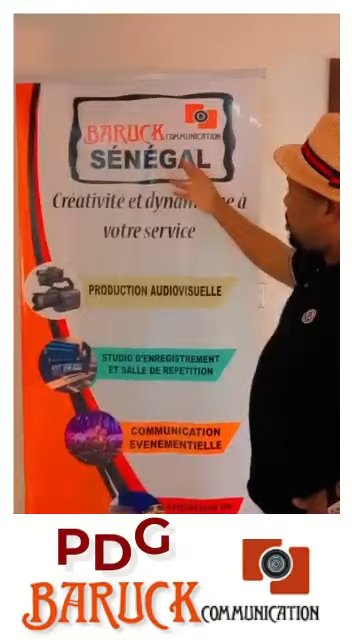 BARUCK COMMUNICATION
SÉNÉGAL
Créativité et dynam e à
votre service
PRODUCTION AUDIOVISUELLE
STUDIO D'ENREGISTREMENT
ET SALLE DE REPETITION
COMMUNICATION
EVENEMENTIELLE
PDG
BARUCK COMMUNICATION